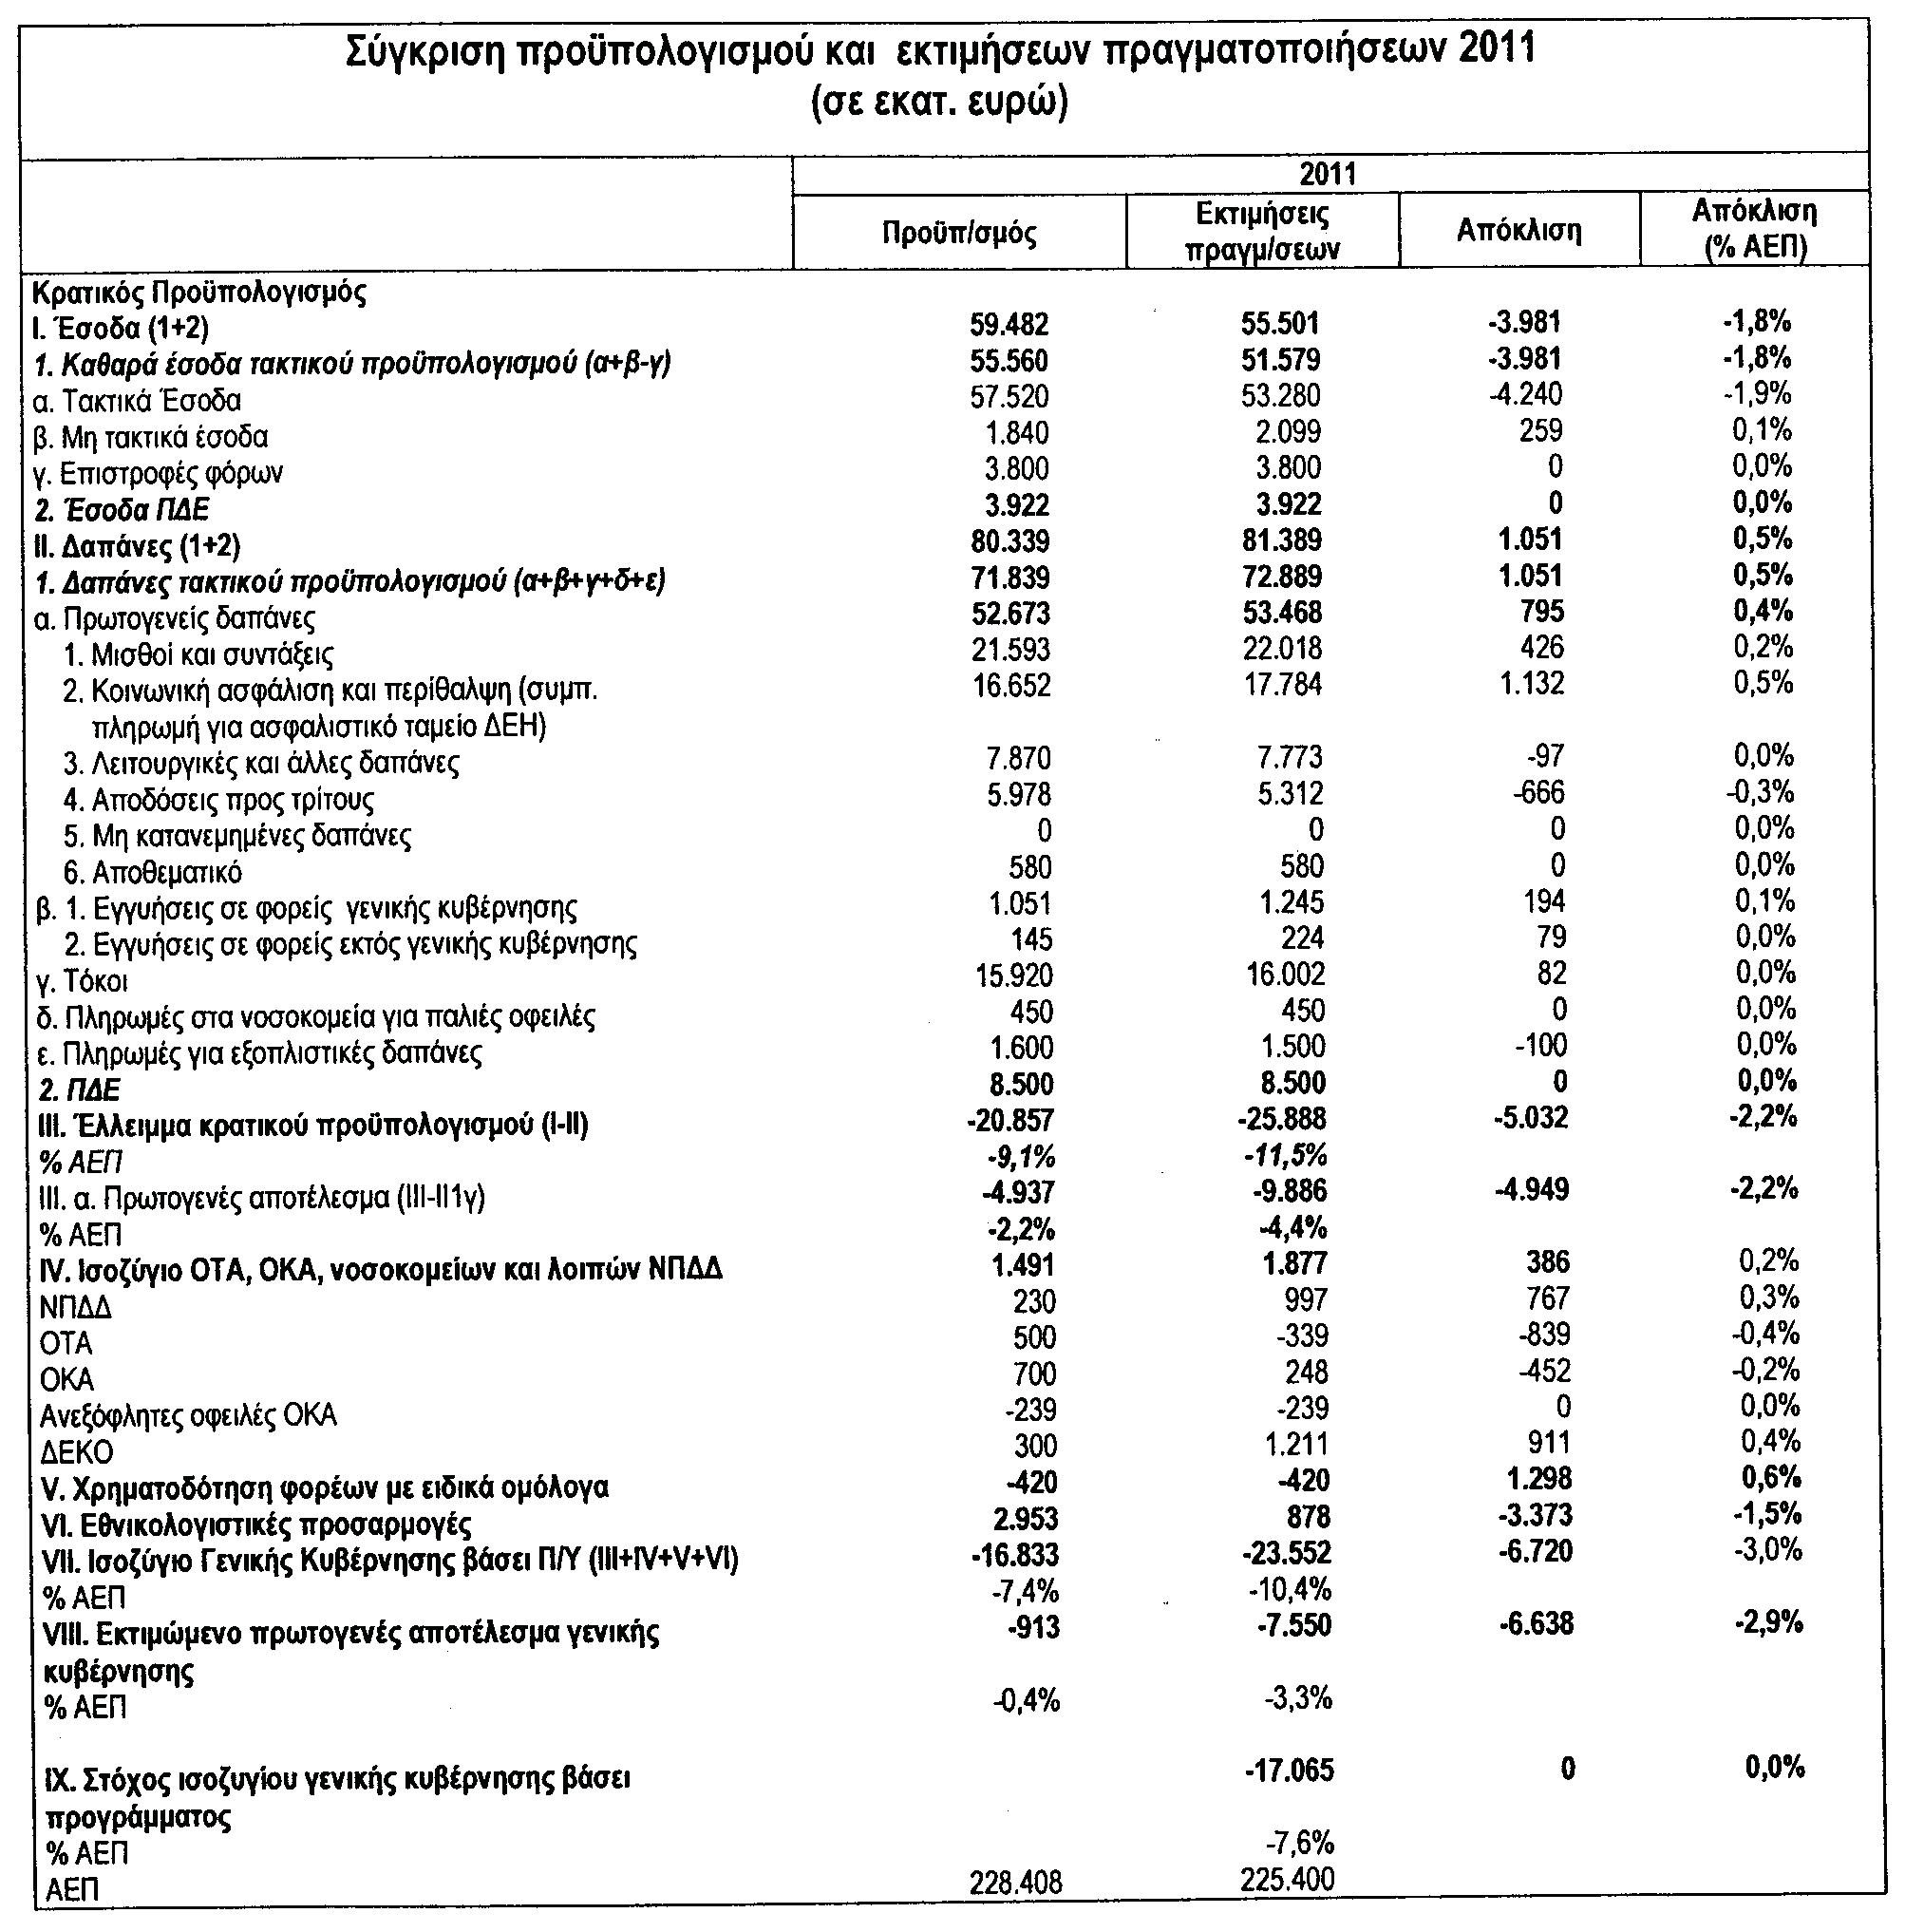 Σύγκριση προϋπολογισμού και εκτιμήσεων πραγματοποιήσεων 2011
(σε εκατ. ευρώ)
2011
Προϋπ/σμός Εκτιμήσεις πραγμ/σεων Απόκλιση Απόκλιση (% ΑΕΠ)
Κρατικός Προϋπολογισμός
I. Έσοδα (1+2) 59.482 55.501 -3.981 -1,8%
1. Καθαρά έσοδα τακτικού προϋπολογισμού (α+β-γ) 55.560 51.579 -3.981 -1,8%
α. Τακτικά Έσοδα 57.520 53.280 -4.240 -1,9%
β. Μη τακτικά έσοδα 1.840 2.099 259 0,1%
γ. Επιστροφές φόρων 3.800 3.800 0 0,0%
2. Έσοδα ΠΔΕ 3.922 3.922 0 0,0%
II. Δαπάνες (1+2) 80.339 81.389 1.051 0,5%
1. Δαπάνες τακτικού προϋπολογισμού (α+β+γ+δ+ε) 71.839 72.889 1.051 0,5%
α. Πρωτογενείς δαπάνες 52.673 53.468 795 0,4%
1. Μισθοί και συντάξεις 21.593 22.018 426 0,2%
2. Κοινωνική ασφάλιση και περίθαλψη (συμπ. 16.652 17.784 1.132 0,5%
πληρωμή για ασφαλιστικό ταμείο ΔΕΗ)
3. Λειτουργικές και άλλες δαπάνες 7.870 7.773 -97 0,0%
4. Αποδόσεις προς τρίτους 5.978 5.312 -666 -0,3%
5. Μη κατανεμημένες δαπάνες 0 0 0 0,0%
6. Αποθεματικό 580 580 0 0,0%
β. 1. Εγγυήσεις σε φορείς γενικής κυβέρνησης 1.051 1.245 194 0,1%
2. Εγγυήσεις σε φορείς εκτός γενικής κυβέρνησης 145 224 79 0,0%
γ. Τόκοι 15.920 16.002 82 0,0%
δ. Πληρωμές στα νοσοκομεία για παλιές οφειλές 450 450 0 0,0%
ε. Πληρωμές για εξοπλιστικές δαπάνες 1.600 1.500 -100 0,0%
2. ΠΔΕ 8.500 8.500 0 0,0%
III. Έλλειμμα κρατικού προϋπολογισμού (I-II) -20.857 -25.888 -5.032 -2,2%
% ΑΕΠ -9,1% -11,5%
III. α. Πρωτογενές αποτέλεσμα (III-II1γ) -4.937 -9.886 -4.949 -2,2%
% ΑΕΠ -2,2% -4,4%
IV. Ισοζύγιο ΟΤΑ, ΟΚΑ, νοσοκομείων και λοιπών ΝΠΔΔ 1.491 1.877 386 0,2%
ΝΠΔΔ 230 997 767 0,3%
ΟΤΑ 500 -339 -839 -0,4%
ΟΚΑ 700 248 -452 -0,2%
Ανεξόφλητες οφειλές ΟΚΑ -239 -239 0 0,0%
ΔΕΚΟ 300 1.211 911 0,4%
V. Χρηματοδότηση φορέων με ειδικά ομόλογα -420 -420 1.298 0,6%
VI. Εθνικολογιστικές προσαρμογές 2.953 878 -3.373 -1,5%
VII. Ισοζύγιο Γενικής Κυβέρνησης βάσει Π/Υ (III+IV+V+VI) -16.833 -23.552 -6.720 -3,0%
% ΑΕΠ -7,4% -10,4%
VIII. Εκτιμώμενο πρωτογενές αποτέλεσμα γενικής -913 -7.550 -6.638 -2,9%
κυβέρνησης
% ΑΕΠ -0,4% -3,3%
IX. Στόχος ισοζυγίου γενικής κυβέρνησης βάσει -17.065 0 0,0%
προγράμματος
% ΑΕΠ -7,6%
ΑΕΠ 228.408 225.400